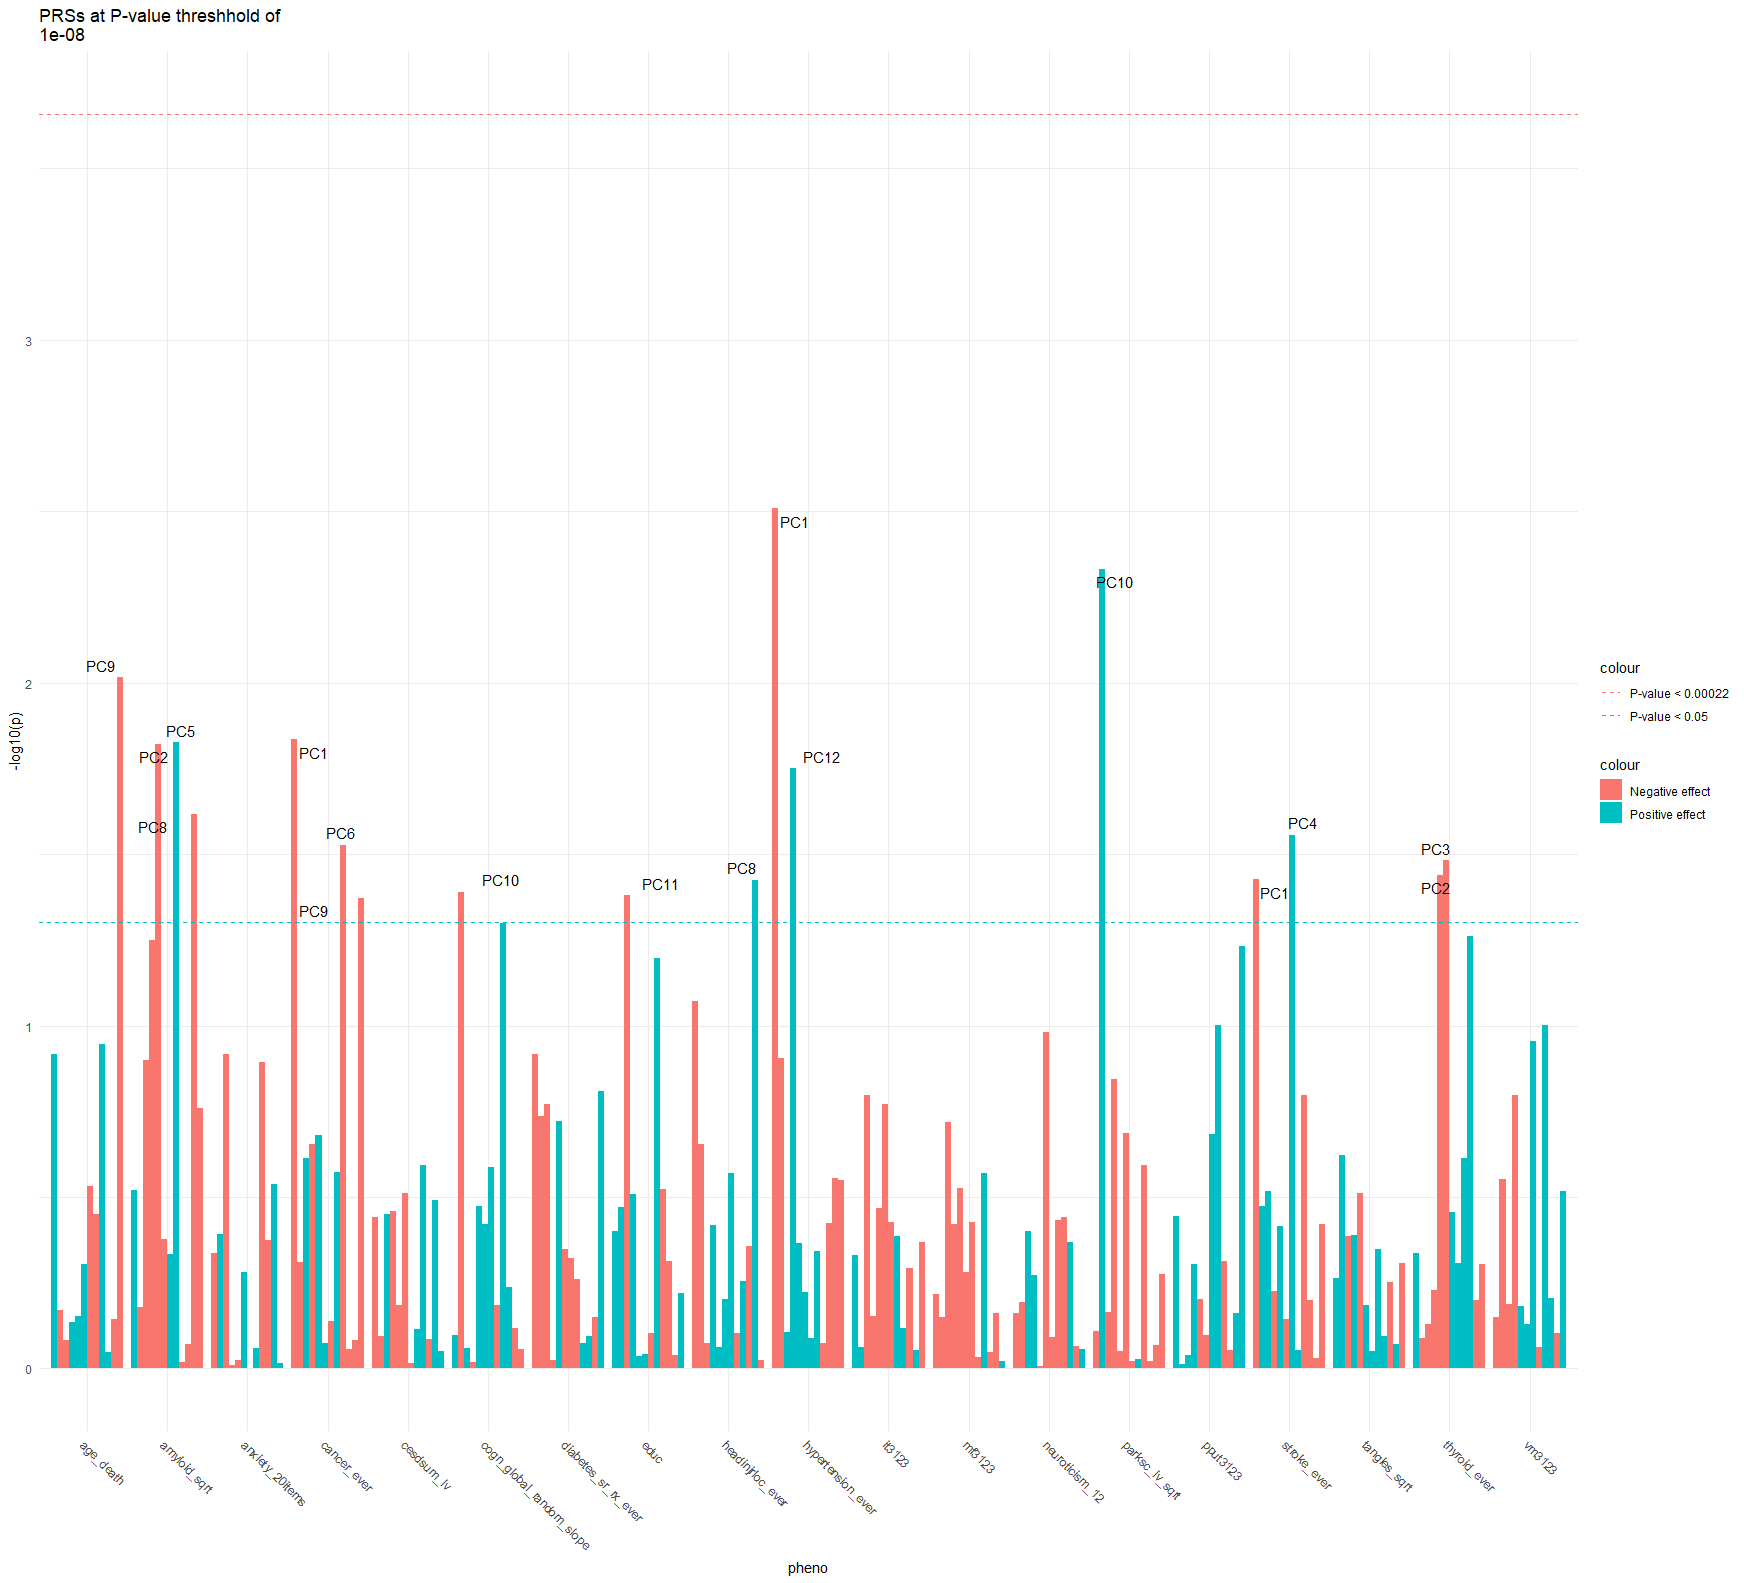 PRSs at P-value threshhold of
1e-08
3
2
1
0
-log10(p)
PC1
PC10
PC9
PC5
PC2
PC1
PC12
PC8
PC6
PC4
PC3
PC10
PC11
PC8
PC1
PC2
PC9
colour
P-value < 0.00022
P-value < 0.05
colour
Negative effect
Positive effect
age_death
amyloid_sqrt
anxiety_20items
cancer_ever
cesdsum_lv
cogn_global_random_slope
diabetes_sr_rx_ever
educ
headinjrloc_ever
hypertension_ever
it3123
mf3123
neuroticism_12
parksc_lv_sqrt
pput3123
stroke_ever
tangles_sqrt
thyroid_ever
vm3123
pheno